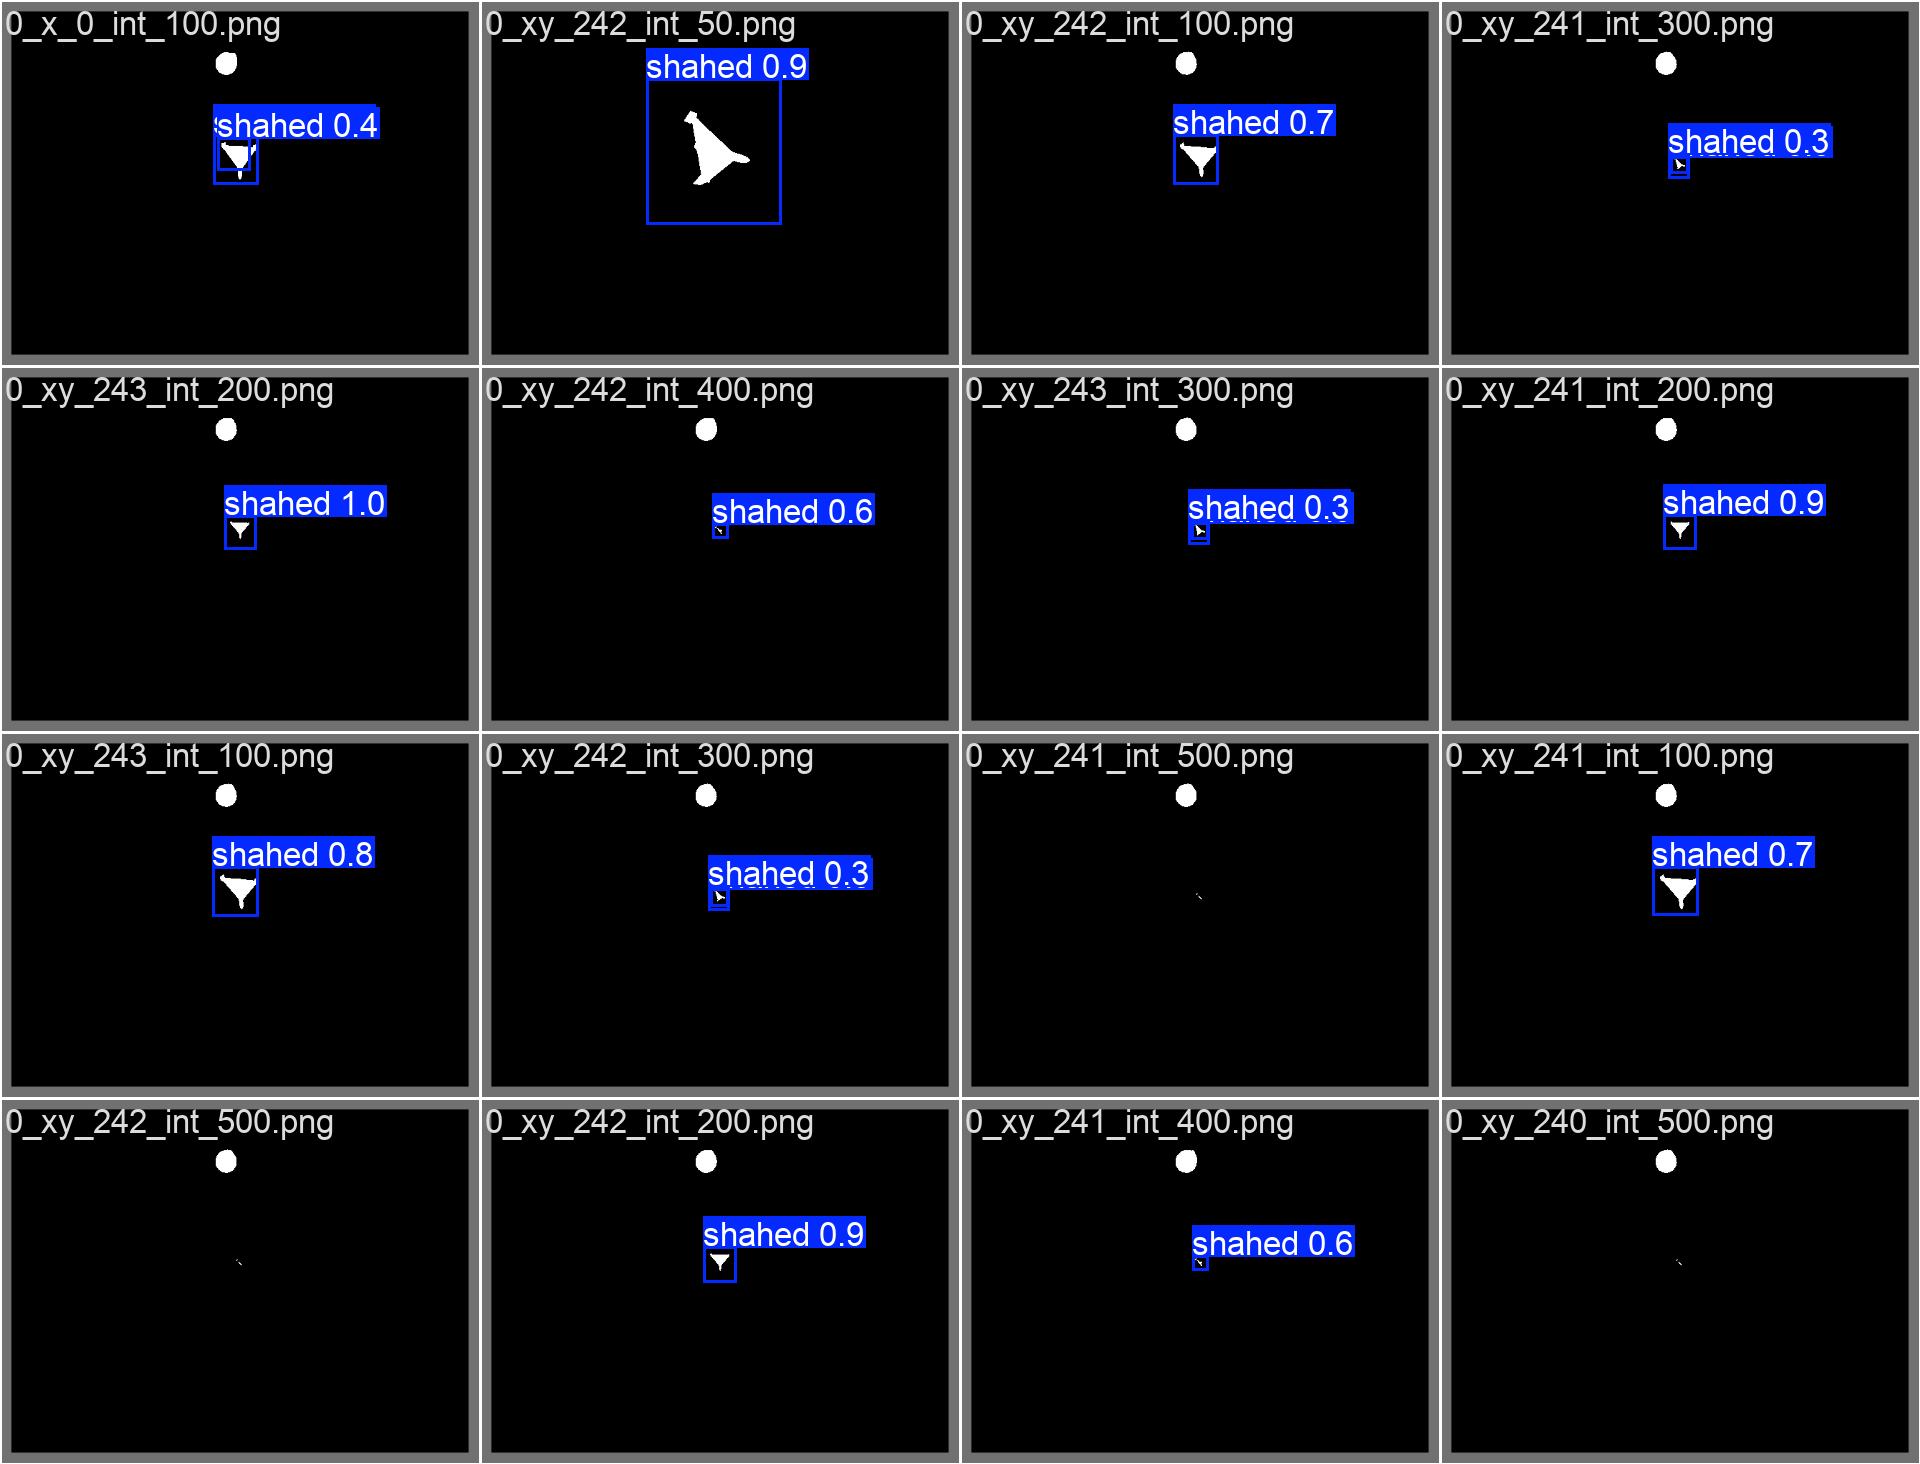 0_x_0_int_100.png
shahed 0.4
0_xy_242_int_50.png
shahed 0.9
0_xy_242_int_100.png
shahed 0.7
0_xy_241_int_300.png
shahed 0.3
0_xy_243_int_200.png
shahed 1.0
0_xy_242_int_400.png
shahed 0.6
0_xy_243_int_300.png
shahed 0.3
0_xy_241_int_200.png
shahed 0.9
0_xy_243_int_100.png
shahed 0.8
0_xy_242_int_300.png
shahed 0.3
0_xy_241_int_500.png
0_xy_241_int_100.png
shahed 0.7
0_xy_242_int_500.png
0_xy_242_int_200.png
shahed 0.9
0_xy_241_int_400.png
shahed 0.6
0_xy_240_int_500.png